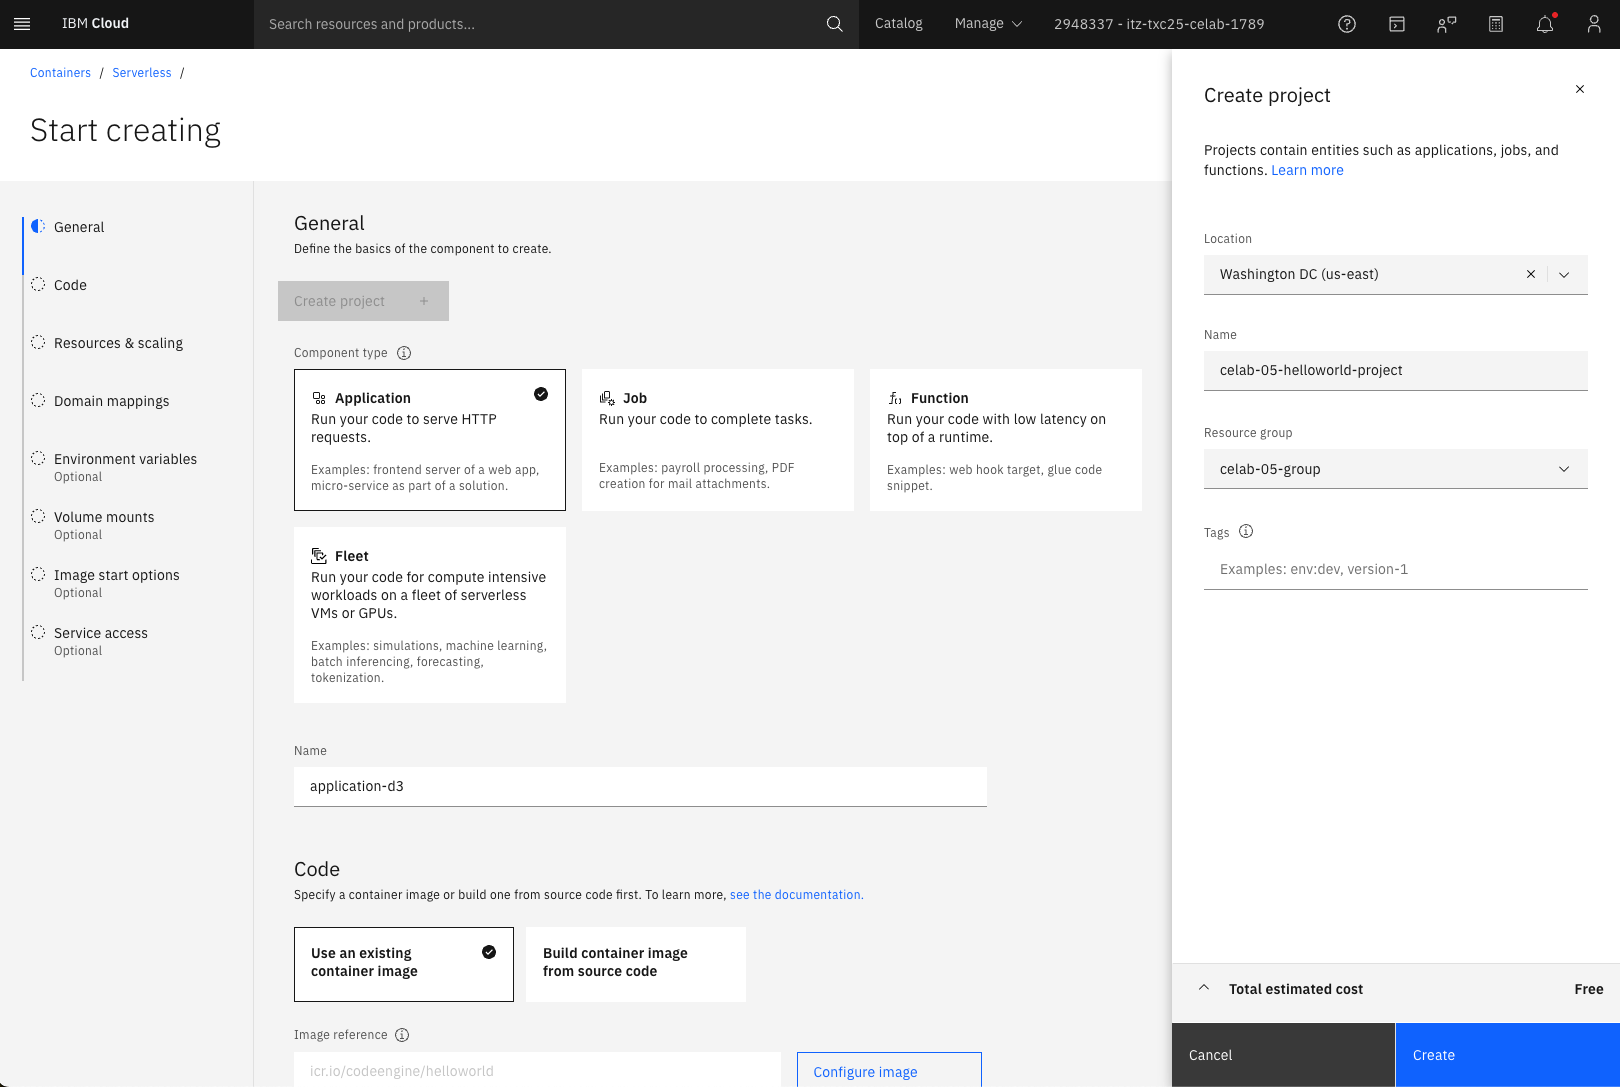 IBM Cloud
Search resources and products...
Catalog
Manage
2948337 - itz-txc25-celab-1789
Containers / Serverless /
Start creating
General
Code
Resources & scaling
Domain mappings
Environment variables
Optional
Volume mounts
Optional
Image start options
Optional
Service access
Optional
General
Define the basics of the component to create.
Create project +
Component type
Application
Run your code to serve HTTP
requests.
Examples: frontend server of a web app,
micro-service as part of a solution.
Job
Run your code to complete tasks.
Examples: payroll processing, PDF
creation for mail attachments.
Function
Run your code with low latency on
top of a runtime.
Examples: web hook target, glue code
snippet.
Fleet
Run your code for compute intensive
workloads on a fleet of serverless
VMs or GPUs.
Examples: simulations, machine learning,
batch inferencing, forecasting,
tokenization.
Name
application-d3
Code
Specify a container image or build one from source code first. To learn more, see the documentation.
Use an existing
container image
Build container image
from source code
Image reference
icr.io/codeengine/helloworld
Configure image
Create project
Projects contain entities such as applications, jobs, and
functions. Learn more
Location
Washington DC (us-east)
Name
celab-05-helloworld-project
Resource group
celab-05-group
Tags
Examples: env:dev, version-1
Total estimated cost
Free
Cancel
Create